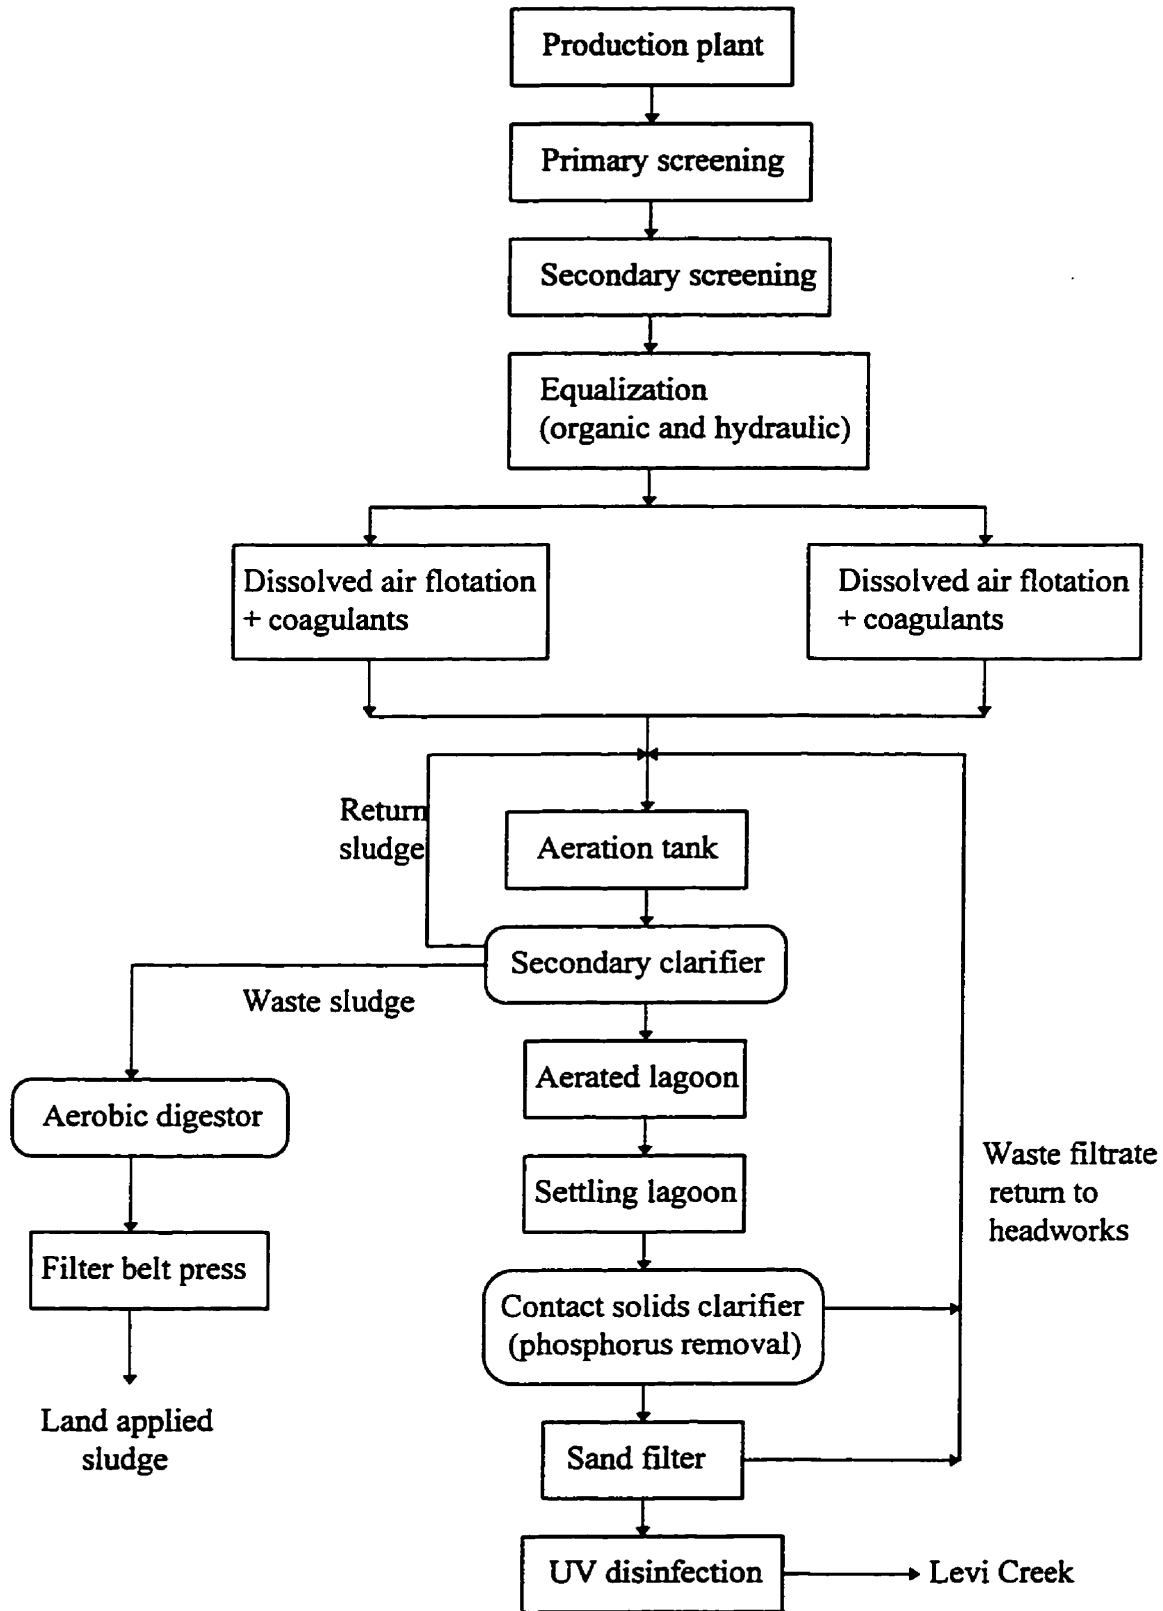 Production plant
Primary screening
Secondary screening
Equalization
(organic and hydraulic)
Dissolved air flotation
+ coagulants
Dissolved air flotation
+ coagulants
Return
sludge
Aeration tank
Secondary clarifier
Waste sludge
Aerated lagoon
Aerobic digestor
Settling lagoon
Waste filtrate
return to
headworks
Filter belt press
Contact solids clarifier
(phosphorus removal)
Land applied
sludge
Sand filter
UV disinfection
Levi Creek